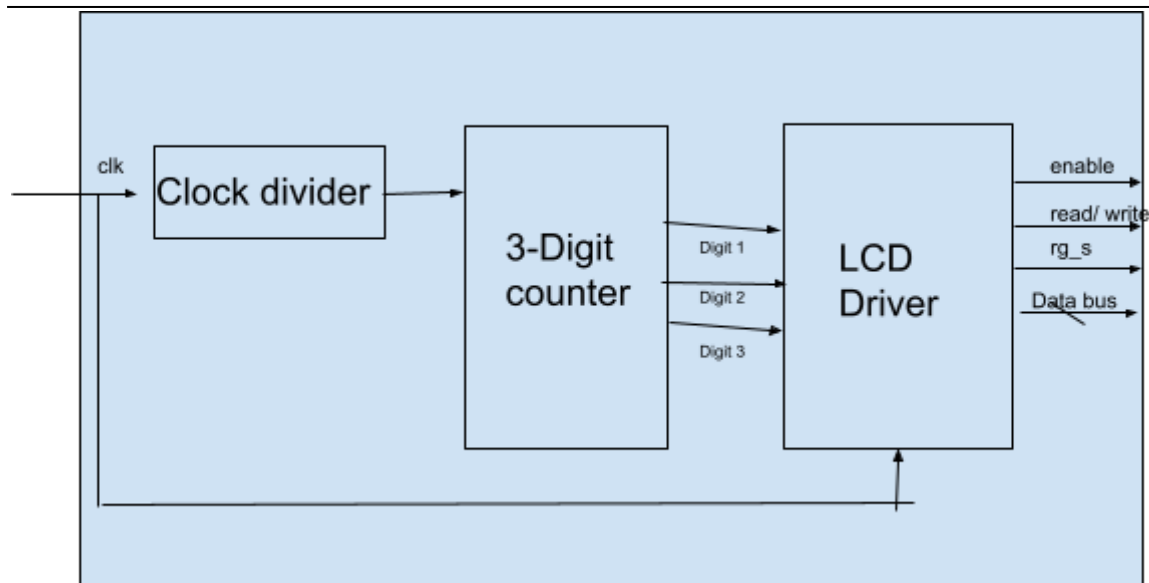 clk
Clock divider
3-Digit
counter
Digit 1
Digit 2
Digit 3
LCD
Driver
enable
read/ write
rg_s
Data bus